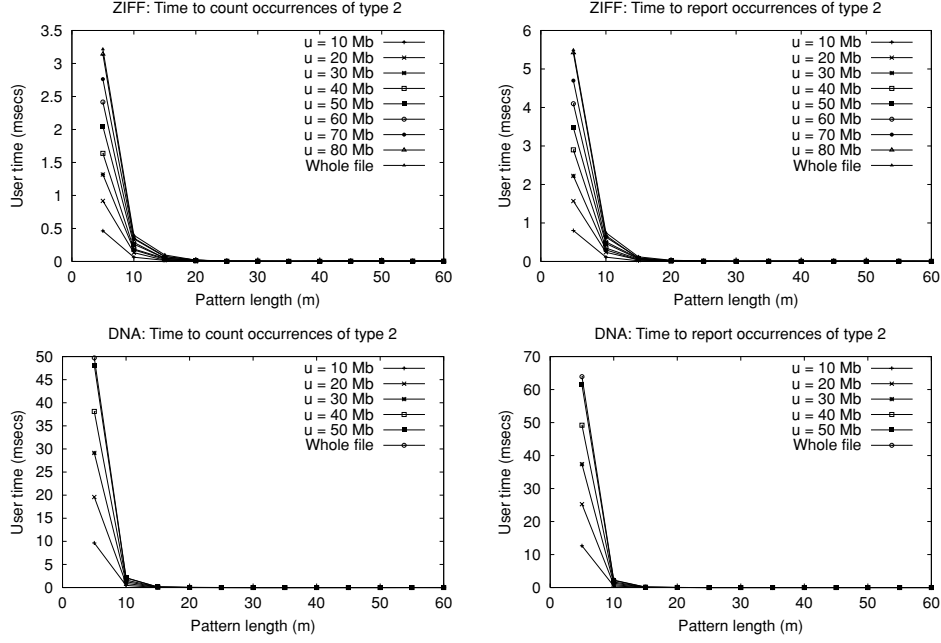 ZIFF: Time to count occurrences of type 2
User time (msecs)
3.5
3
2.5
2
1.5
1
0.5
0
0 10 20 30 40 50 60
Pattern length (m)
u = 10 Mb
u = 20 Mb
u = 30 Mb
u = 40 Mb
u = 50 Mb
u = 60 Mb
u = 70 Mb
u = 80 Mb
Whole file
ZIFF: Time to report occurrences of type 2
User time (msecs)
6
5
4
3
2
1
0
0 10 20 30 40 50 60
Pattern length (m)
u = 10 Mb
u = 20 Mb
u = 30 Mb
u = 40 Mb
u = 50 Mb
u = 60 Mb
u = 70 Mb
u = 80 Mb
Whole file
DNA: Time to count occurrences of type 2
User time (msecs)
50
45
40
35
30
25
20
15
10
5
0
0 10 20 30 40 50 60
Pattern length (m)
u = 10 Mb
u = 20 Mb
u = 30 Mb
u = 40 Mb
u = 50 Mb
Whole file
DNA: Time to report occurrences of type 2
User time (msecs)
70
60
50
40
30
20
10
0
0 10 20 30 40 50 60
Pattern length (m)
u = 10 Mb
u = 20 Mb
u = 30 Mb
u = 40 Mb
u = 50 Mb
Whole file